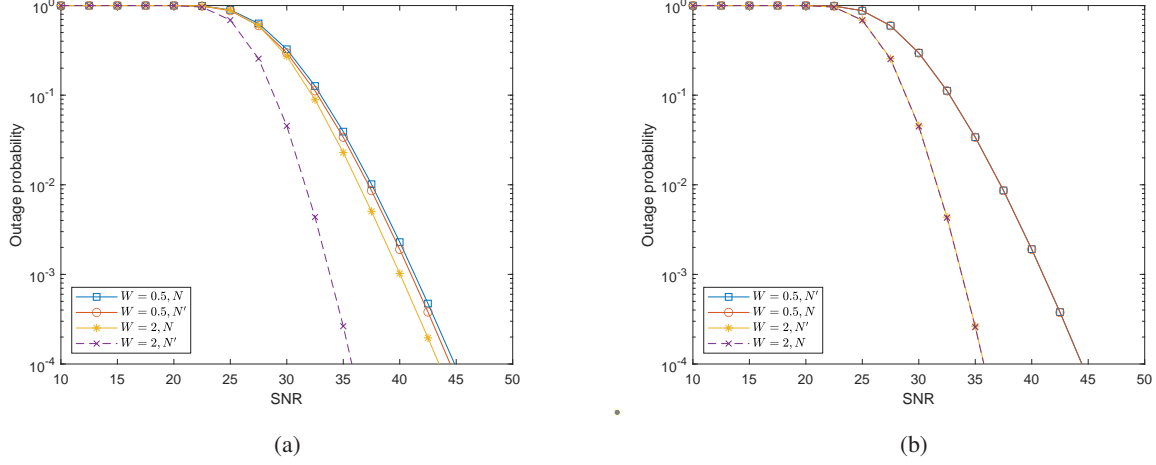 10^0
10^-1
10^-2
10^-3
10^-4
Outage probability
W = 0.5, N
W = 0.5, N′
W = 2, N
W = 2, N′
10 15 20 25 30 35 40 45 50
SNR
(a)
10^0
10^-1
10^-2
10^-3
10^-4
Outage probability
W = 0.5, N′
W = 0.5, N
W = 2, N′
W = 2, N
10 15 20 25 30 35 40 45 50
SNR
(b)